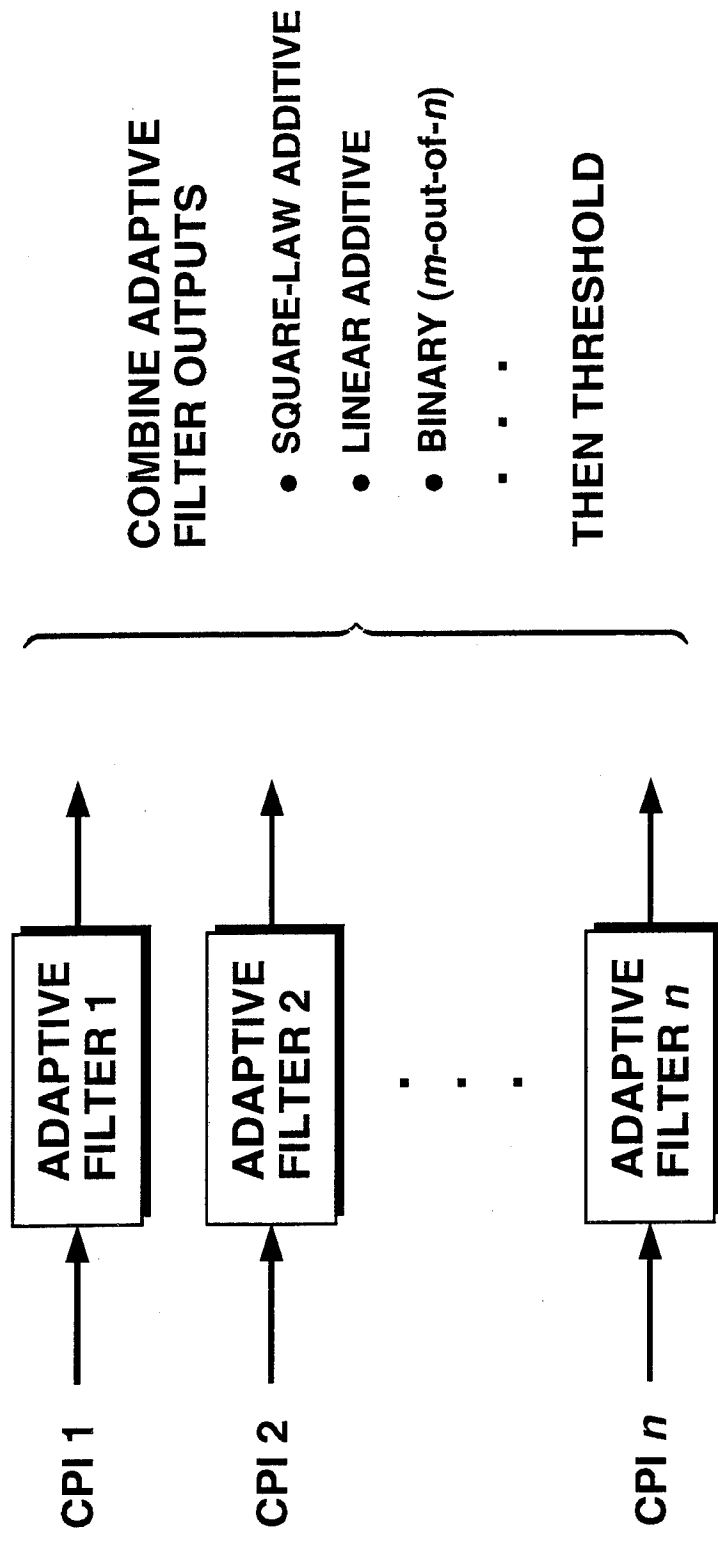 CPI 1
ADAPTIVE
FILTER 1
CPI 2
ADAPTIVE
FILTER 2
. . .
CPI n
ADAPTIVE
FILTER n
COMBINE ADAPTIVE
FILTER OUTPUTS
• SQUARE-LAW ADDITIVE
• LINEAR ADDITIVE
• BINARY (m-out-of-n)
. . .
THEN THRESHOLD